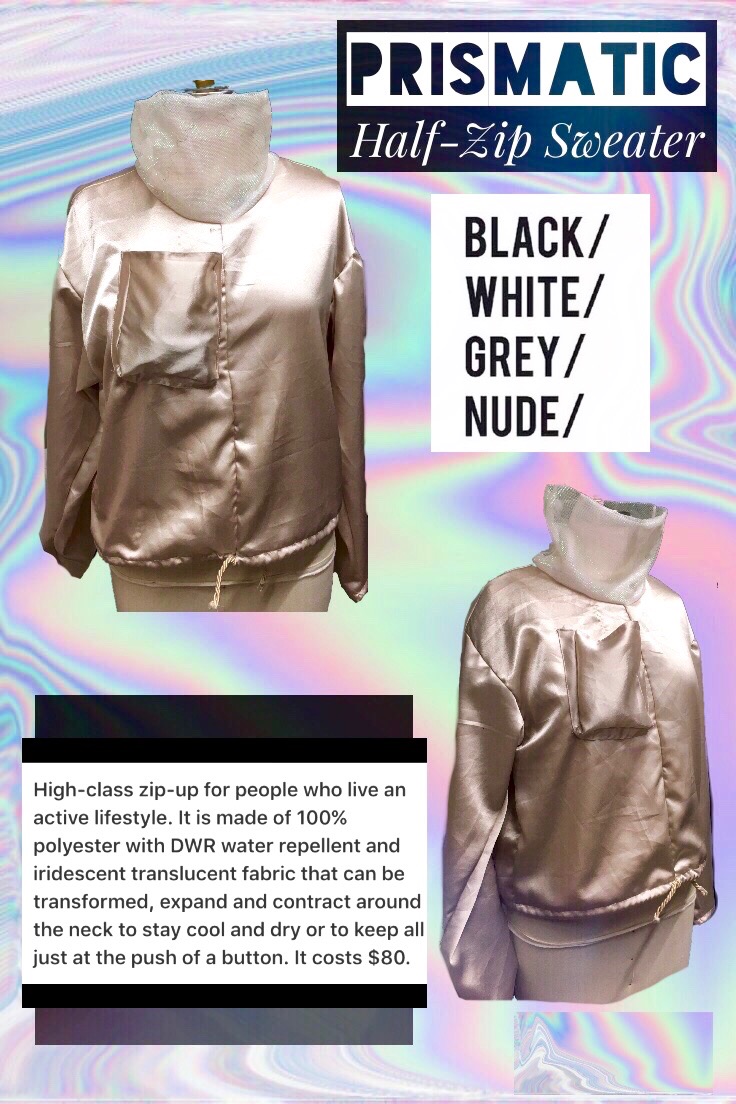 PRISMATIC
Half-Zip Sweater
BLACK/
WHITE/
GREY/
NUDE/
High-class zip-up for people who live an
active lifestyle. It is made of 100%
polyester with DWR water repellent and
iridescent translucent fabric that can be
transformed, expand and contract around
the neck to stay cool and dry or to keep all
just at the push of a button. It costs $80.